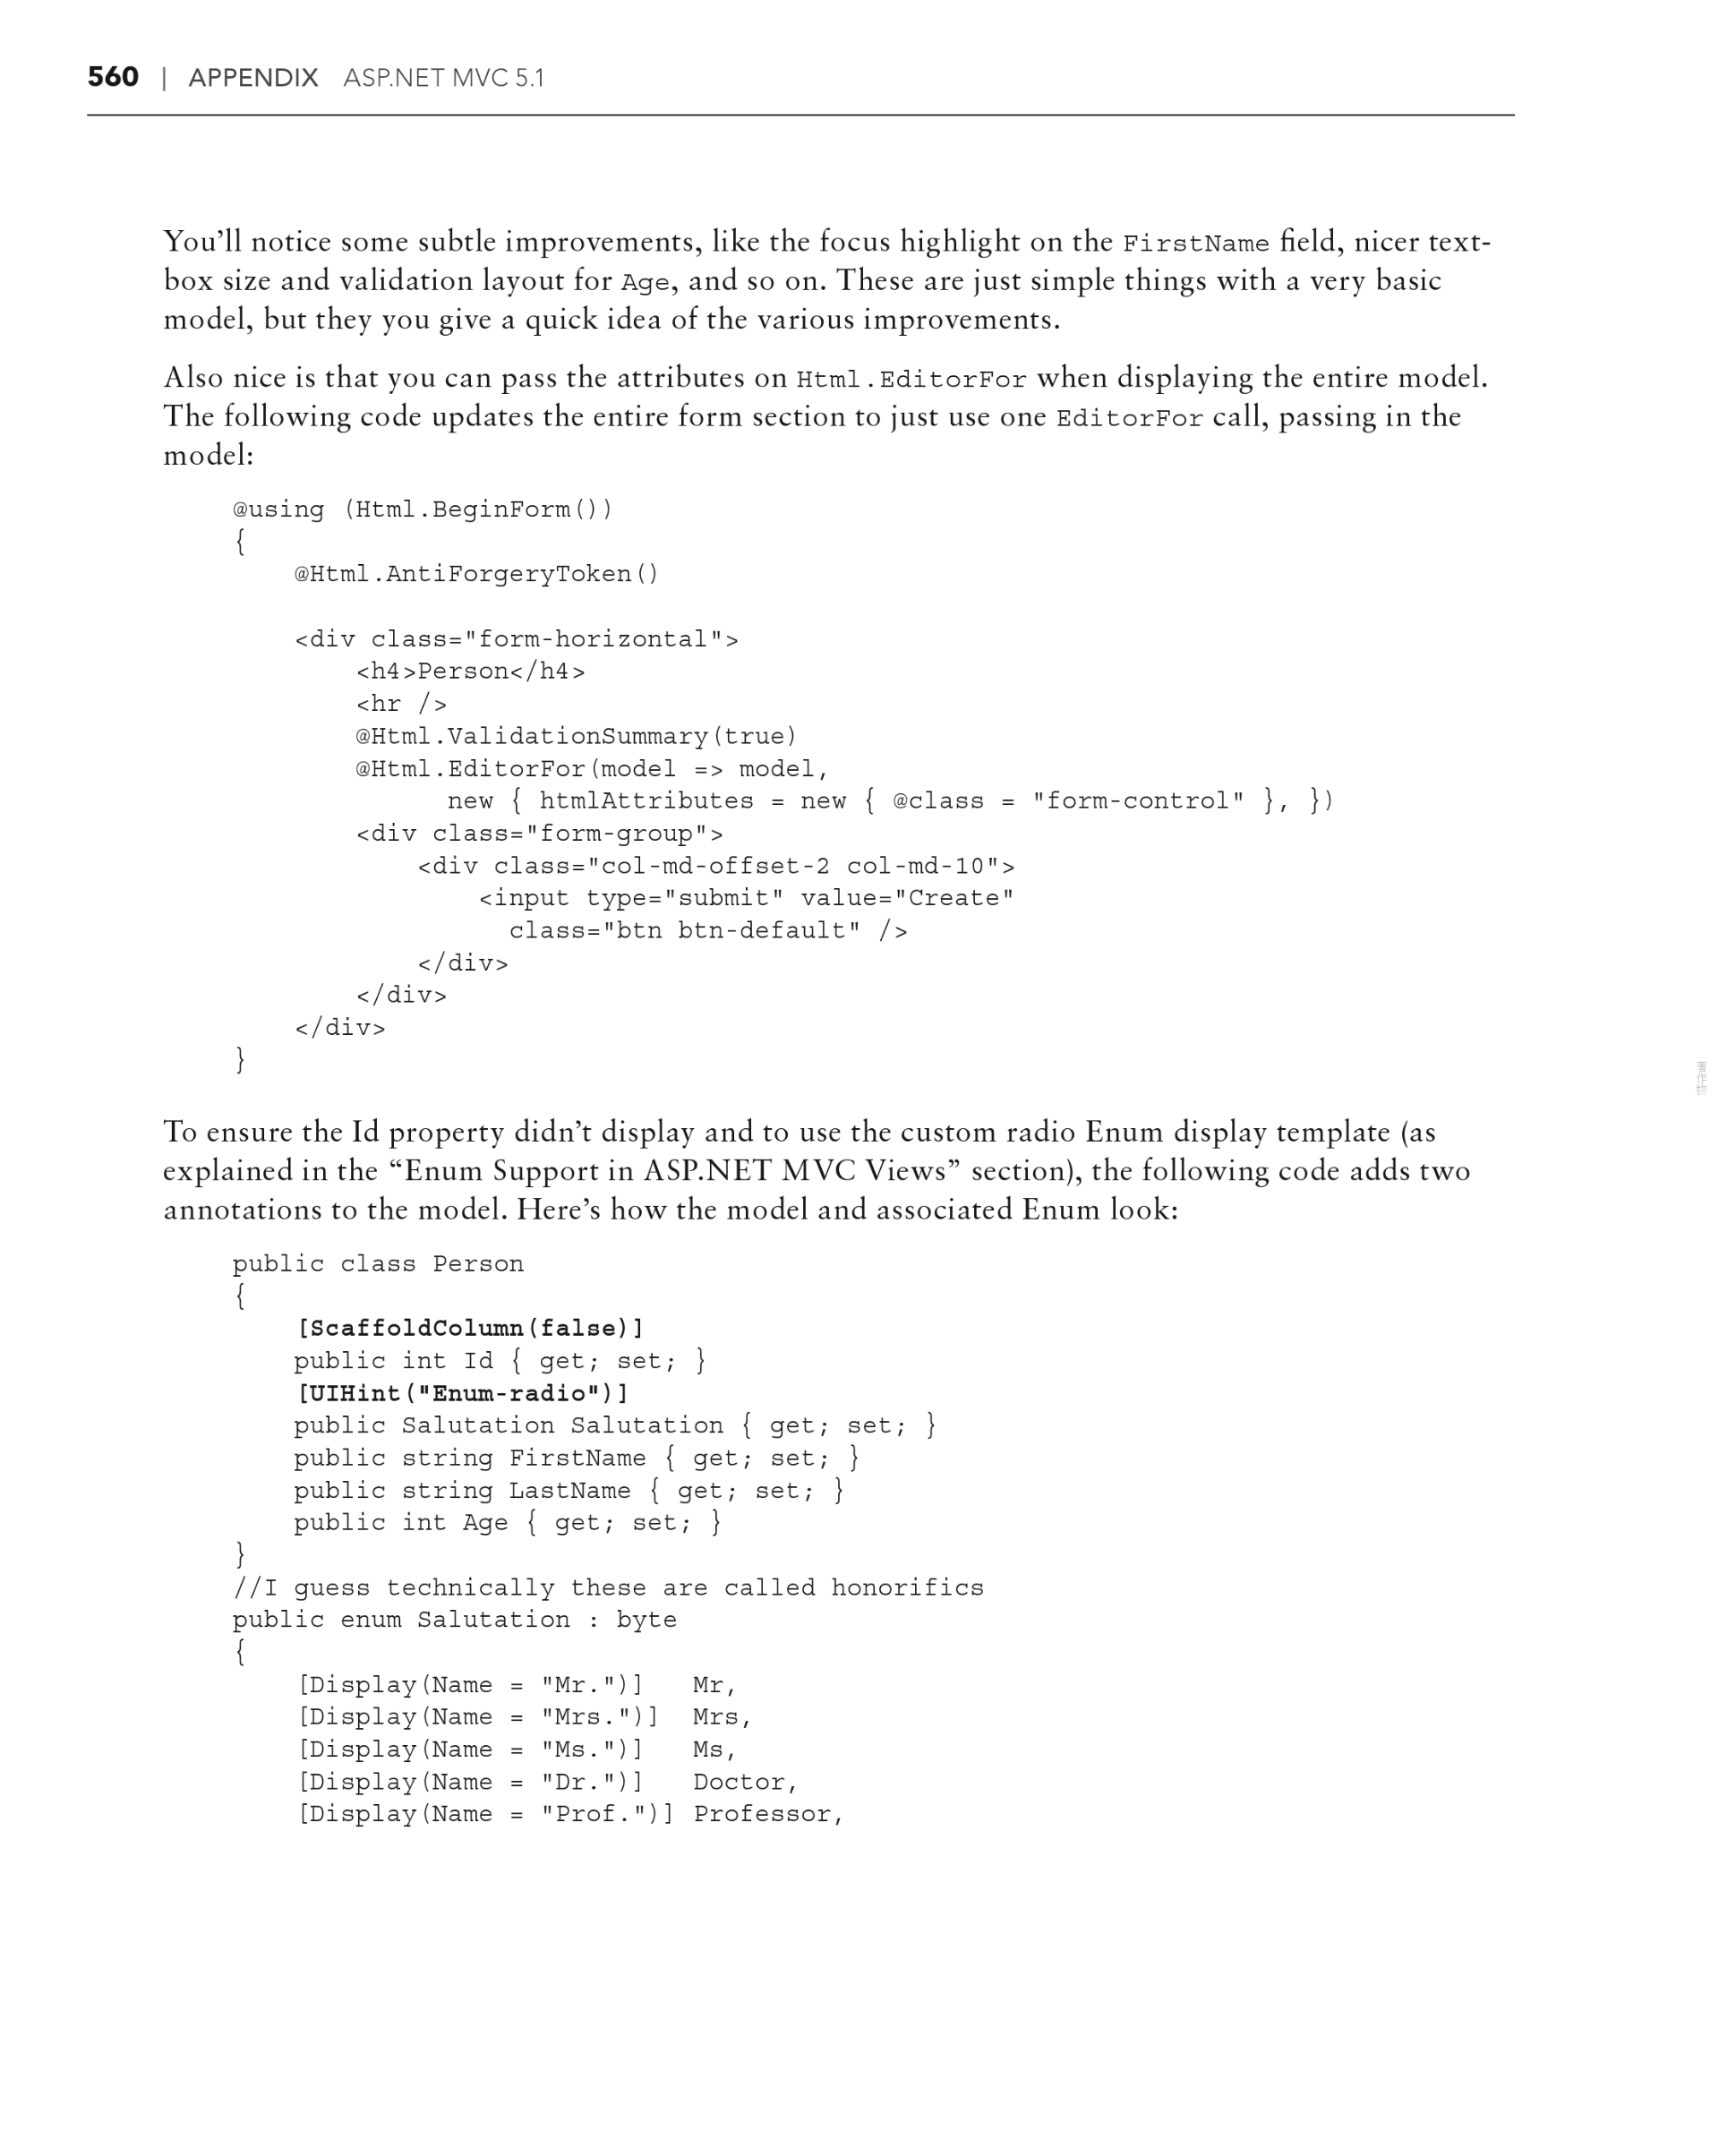 560 | APPENDIX ASP.NET MVC 5.1
You’ll notice some subtle improvements, like the focus highlight on the FirstName field, nicer text-
box size and validation layout for Age, and so on. These are just simple things with a very basic
model, but they you give a quick idea of the various improvements.
Also nice is that you can pass the attributes on Html.EditorFor when displaying the entire model.
The following code updates the entire form section to just use one EditorFor call, passing in the
model:
@using (Html.BeginForm())
{
    @Html.AntiForgeryToken()
    <div class="form-horizontal">
        <h4>Person</h4>
        <hr />
        @Html.ValidationSummary(true)
        @Html.EditorFor(model => model,
              new { htmlAttributes = new { @class = "form-control" }, })
        <div class="form-group">
            <div class="col-md-offset-2 col-md-10">
                <input type="submit" value="Create"
                  class="btn btn-default" />
            </div>
        </div>
    </div>
}
To ensure the Id property didn’t display and to use the custom radio Enum display template (as
explained in the “Enum Support in ASP.NET MVC Views” section), the following code adds two
annotations to the model. Here’s how the model and associated Enum look:
public class Person
{
    [ScaffoldColumn(false)]
    public int Id { get; set; }
    [UIHint("Enum-radio")]
    public Salutation Salutation { get; set; }
    public string FirstName { get; set; }
    public string LastName { get; set; }
    public int Age { get; set; }
}
//I guess technically these are called honorifics
public enum Salutation : byte
{
    [Display(Name = "Mr.")]   Mr,
    [Display(Name = "Mrs.")]  Mrs,
    [Display(Name = "Ms.")]   Ms,
    [Display(Name = "Dr.")]   Doctor,
    [Display(Name = "Prof.")] Professor,
著作物